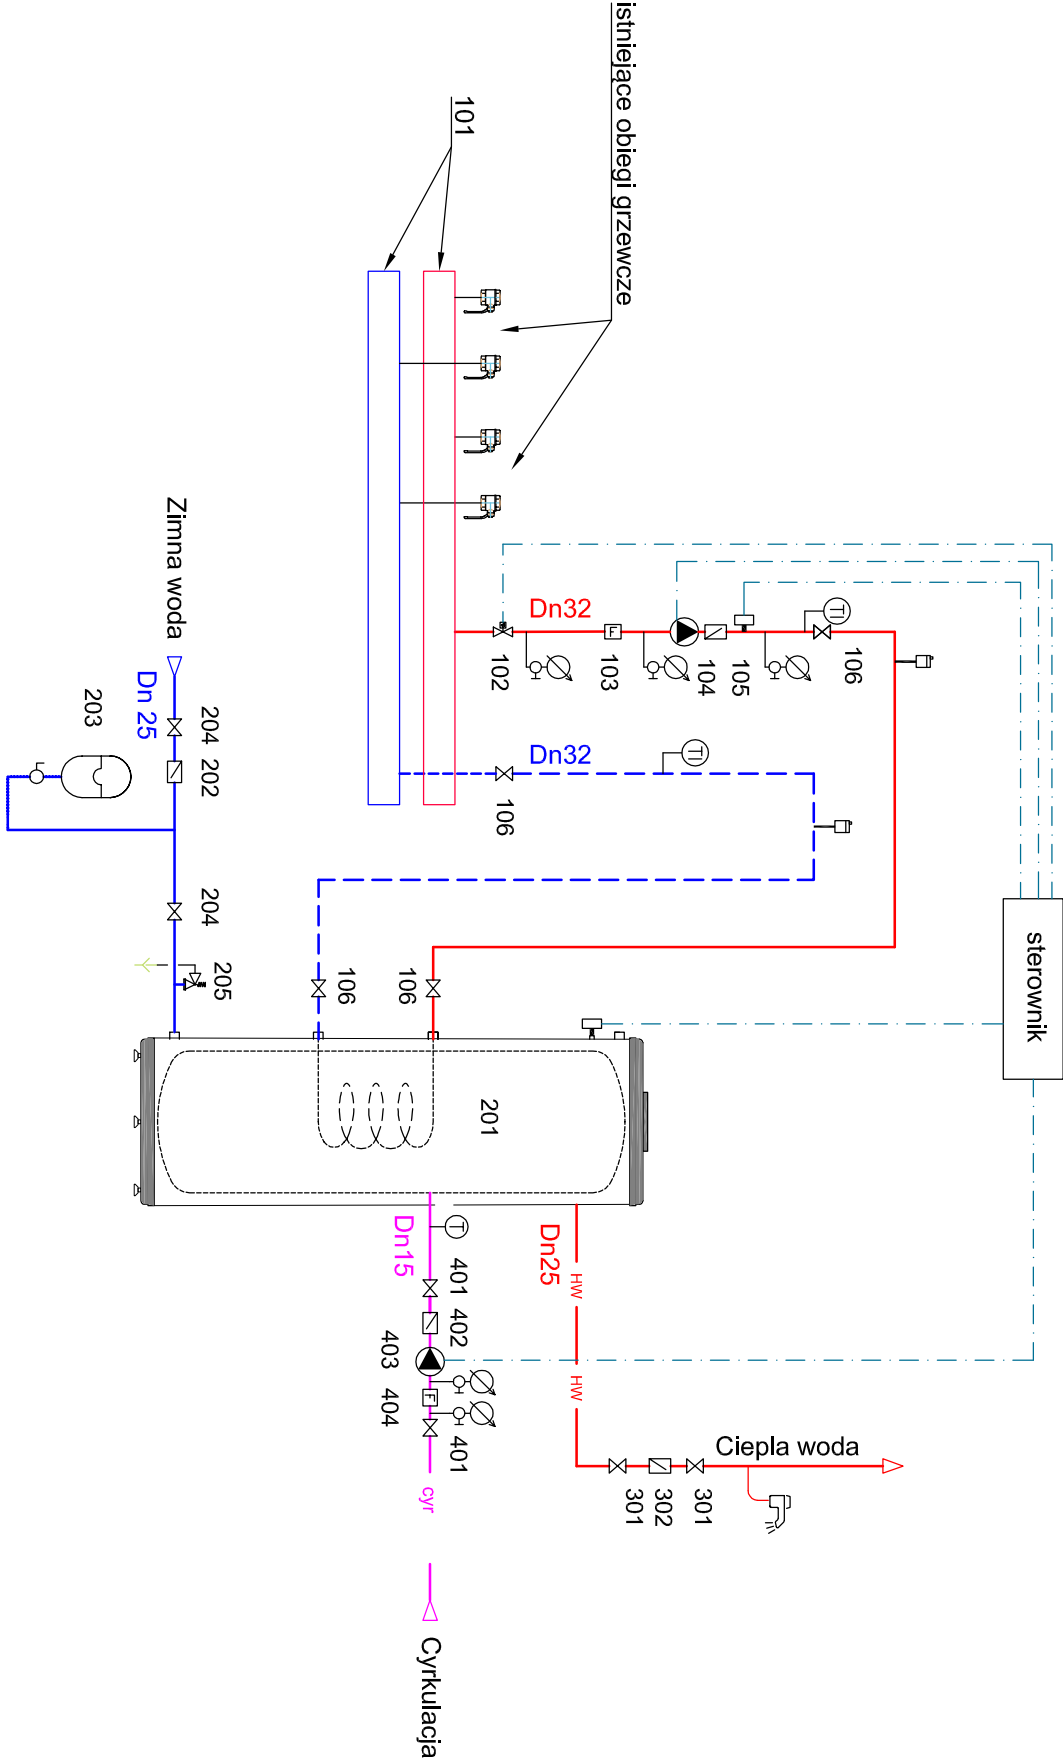 istniejące obiegi grzewcze
101
sterownik
Dn32
102
F
103
104
105
TI
106
Dn32
106
TI
106
106
Zimna woda
Dn 25
204
202
203
204
205
201
Dn15
T
401
402
403
F
404
401
cyr
Cyrkulacja
Dn25
HW
HW
301
302
301
Ciepla woda